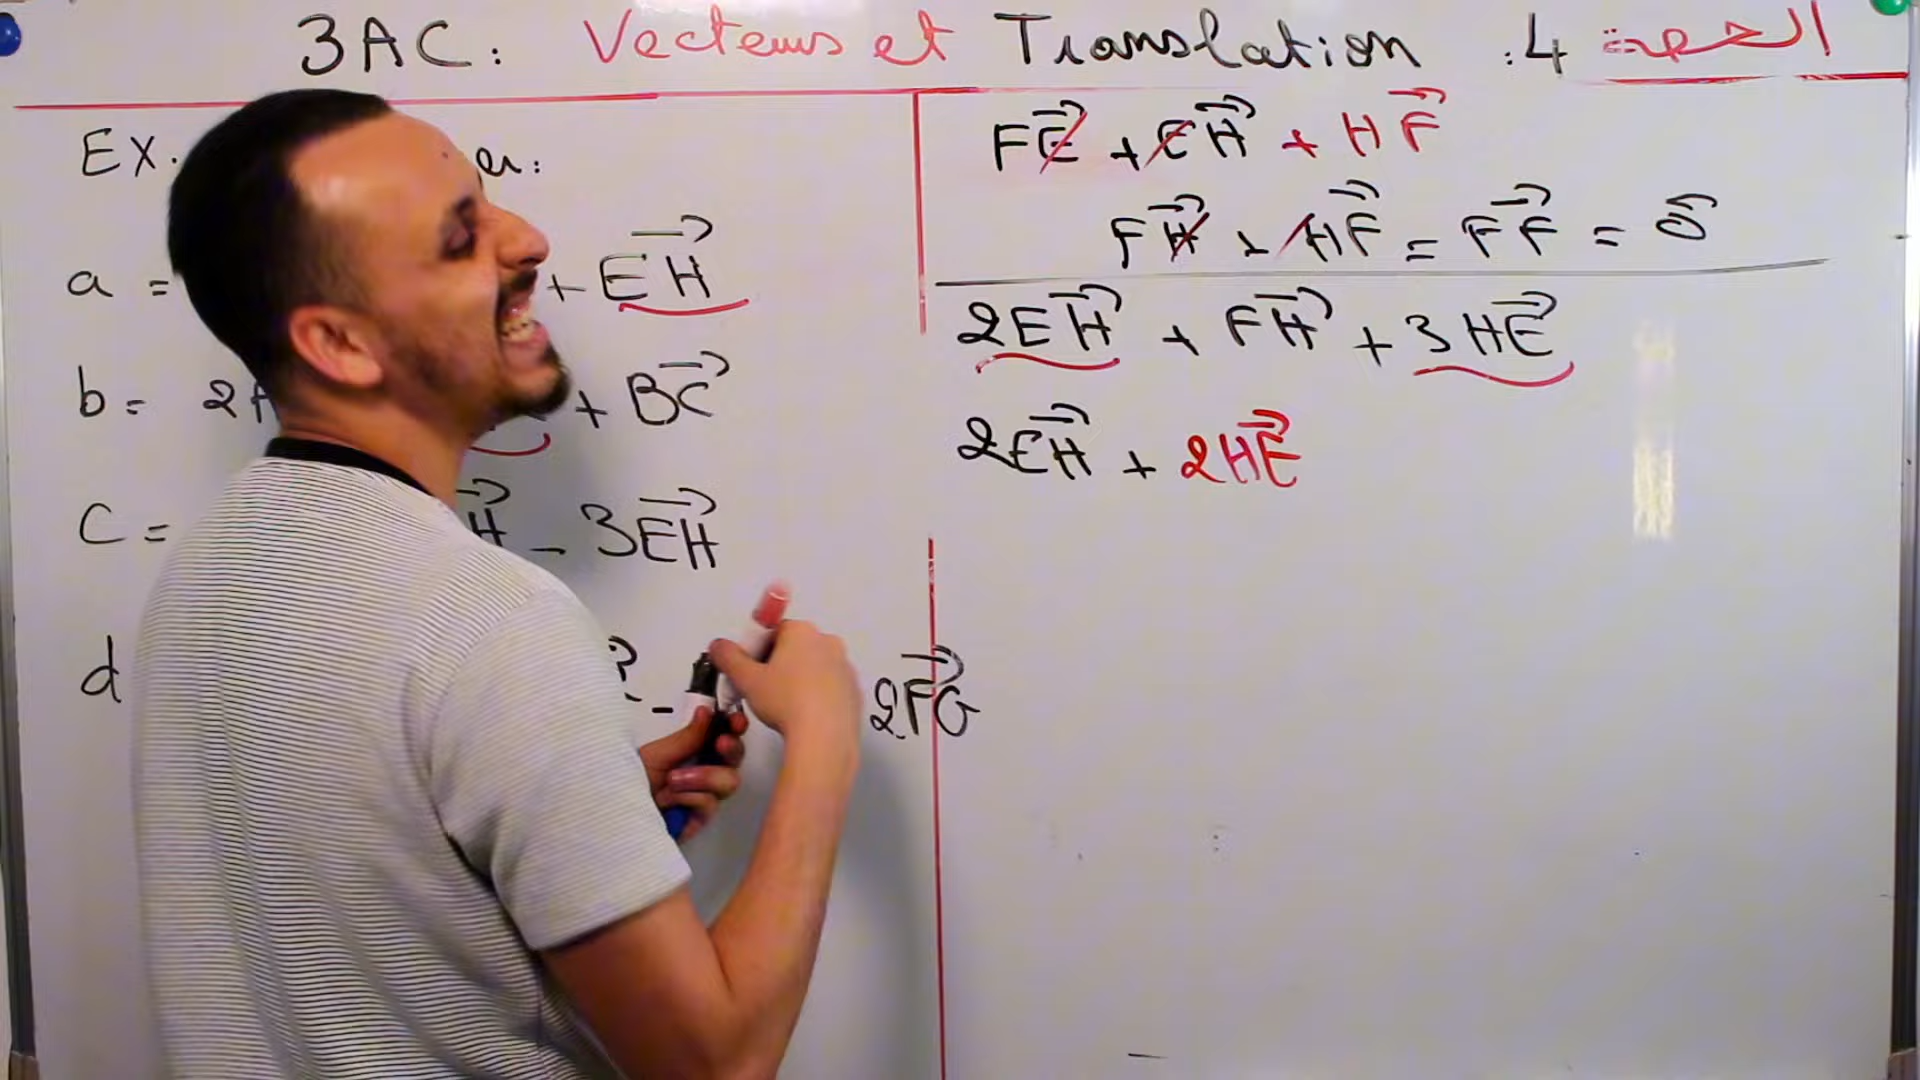 3AC: Vecteurs et Translation :4 الحصة
EX.
a = + EH
b = 2 + BC
C = H - 3EH
d - 2FG
FE + EH + HF
FH + HF = FF = 0
2EH + FH + 3HE
2EH + 2HE